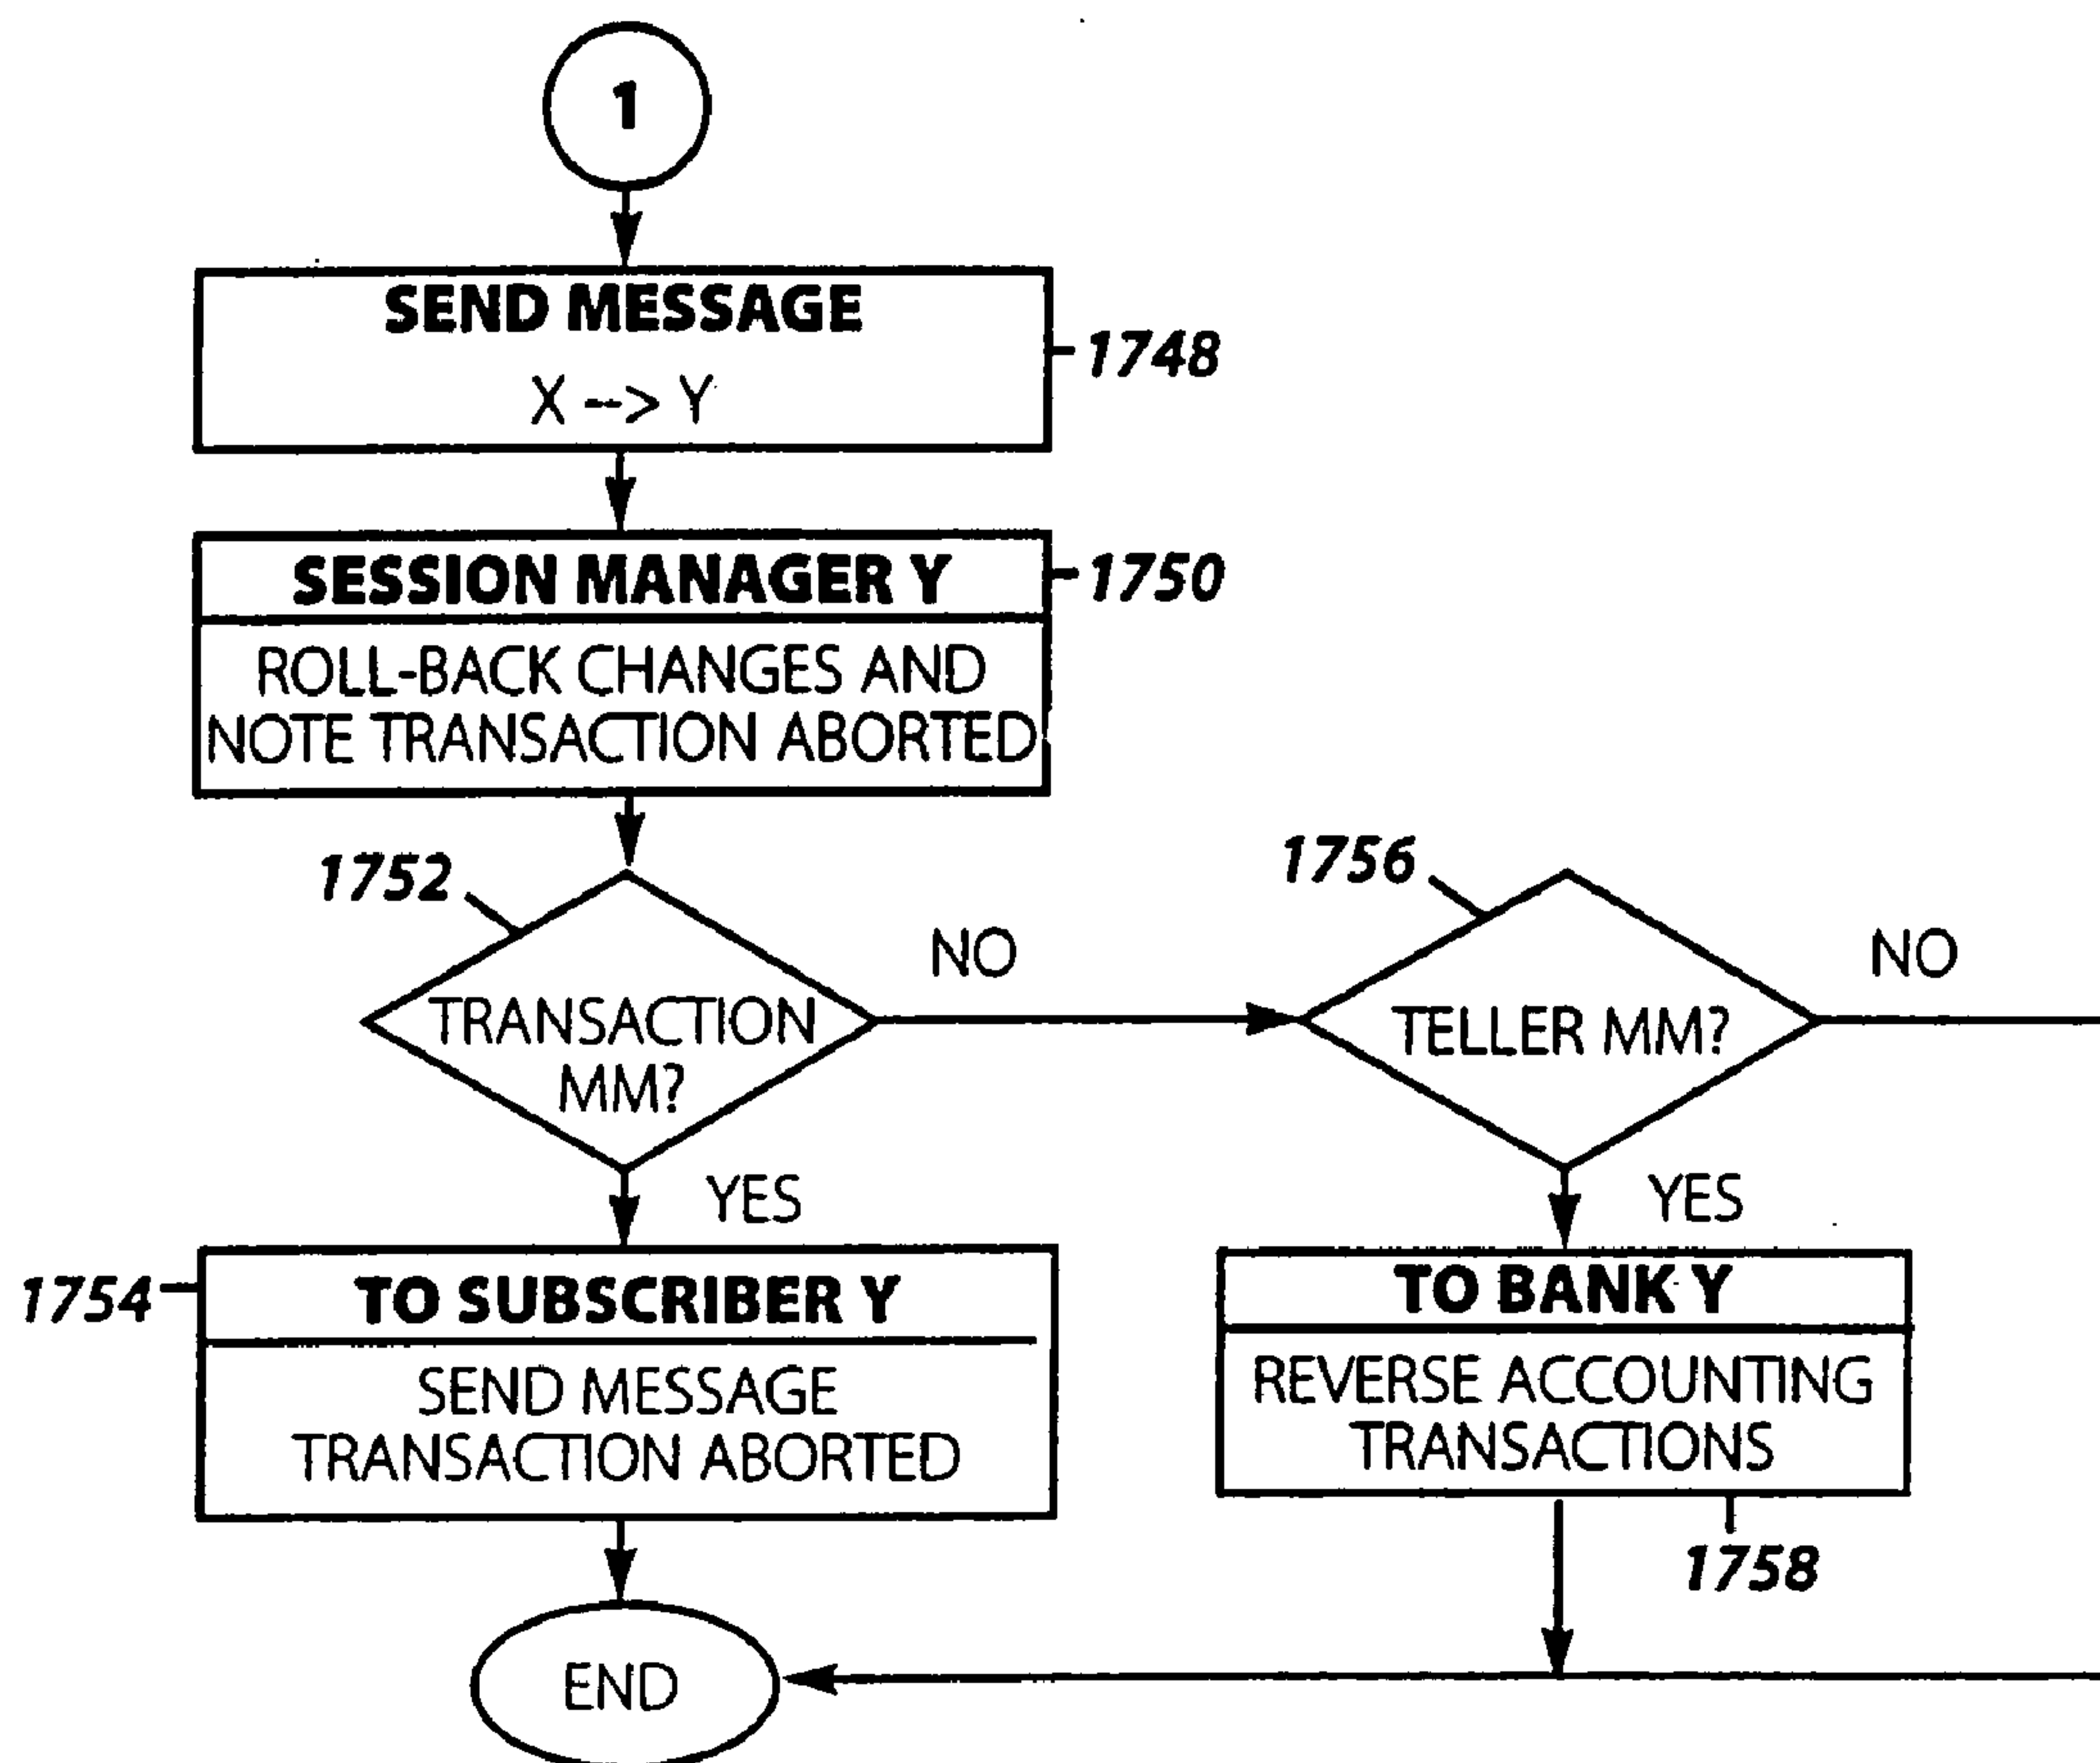 1
SEND MESSAGE
X --> Y
1748
SESSION MANAGER Y
1750
ROLL-BACK CHANGES AND
NOTE TRANSACTION ABORTED
1752
TRANSACTION
MM?
NO
1756
TELLER MM?
NO
YES
YES
1754
TO SUBSCRIBER Y
SEND MESSAGE
TRANSACTION ABORTED
TO BANK Y
REVERSE ACCOUNTING
TRANSACTIONS
1758
END